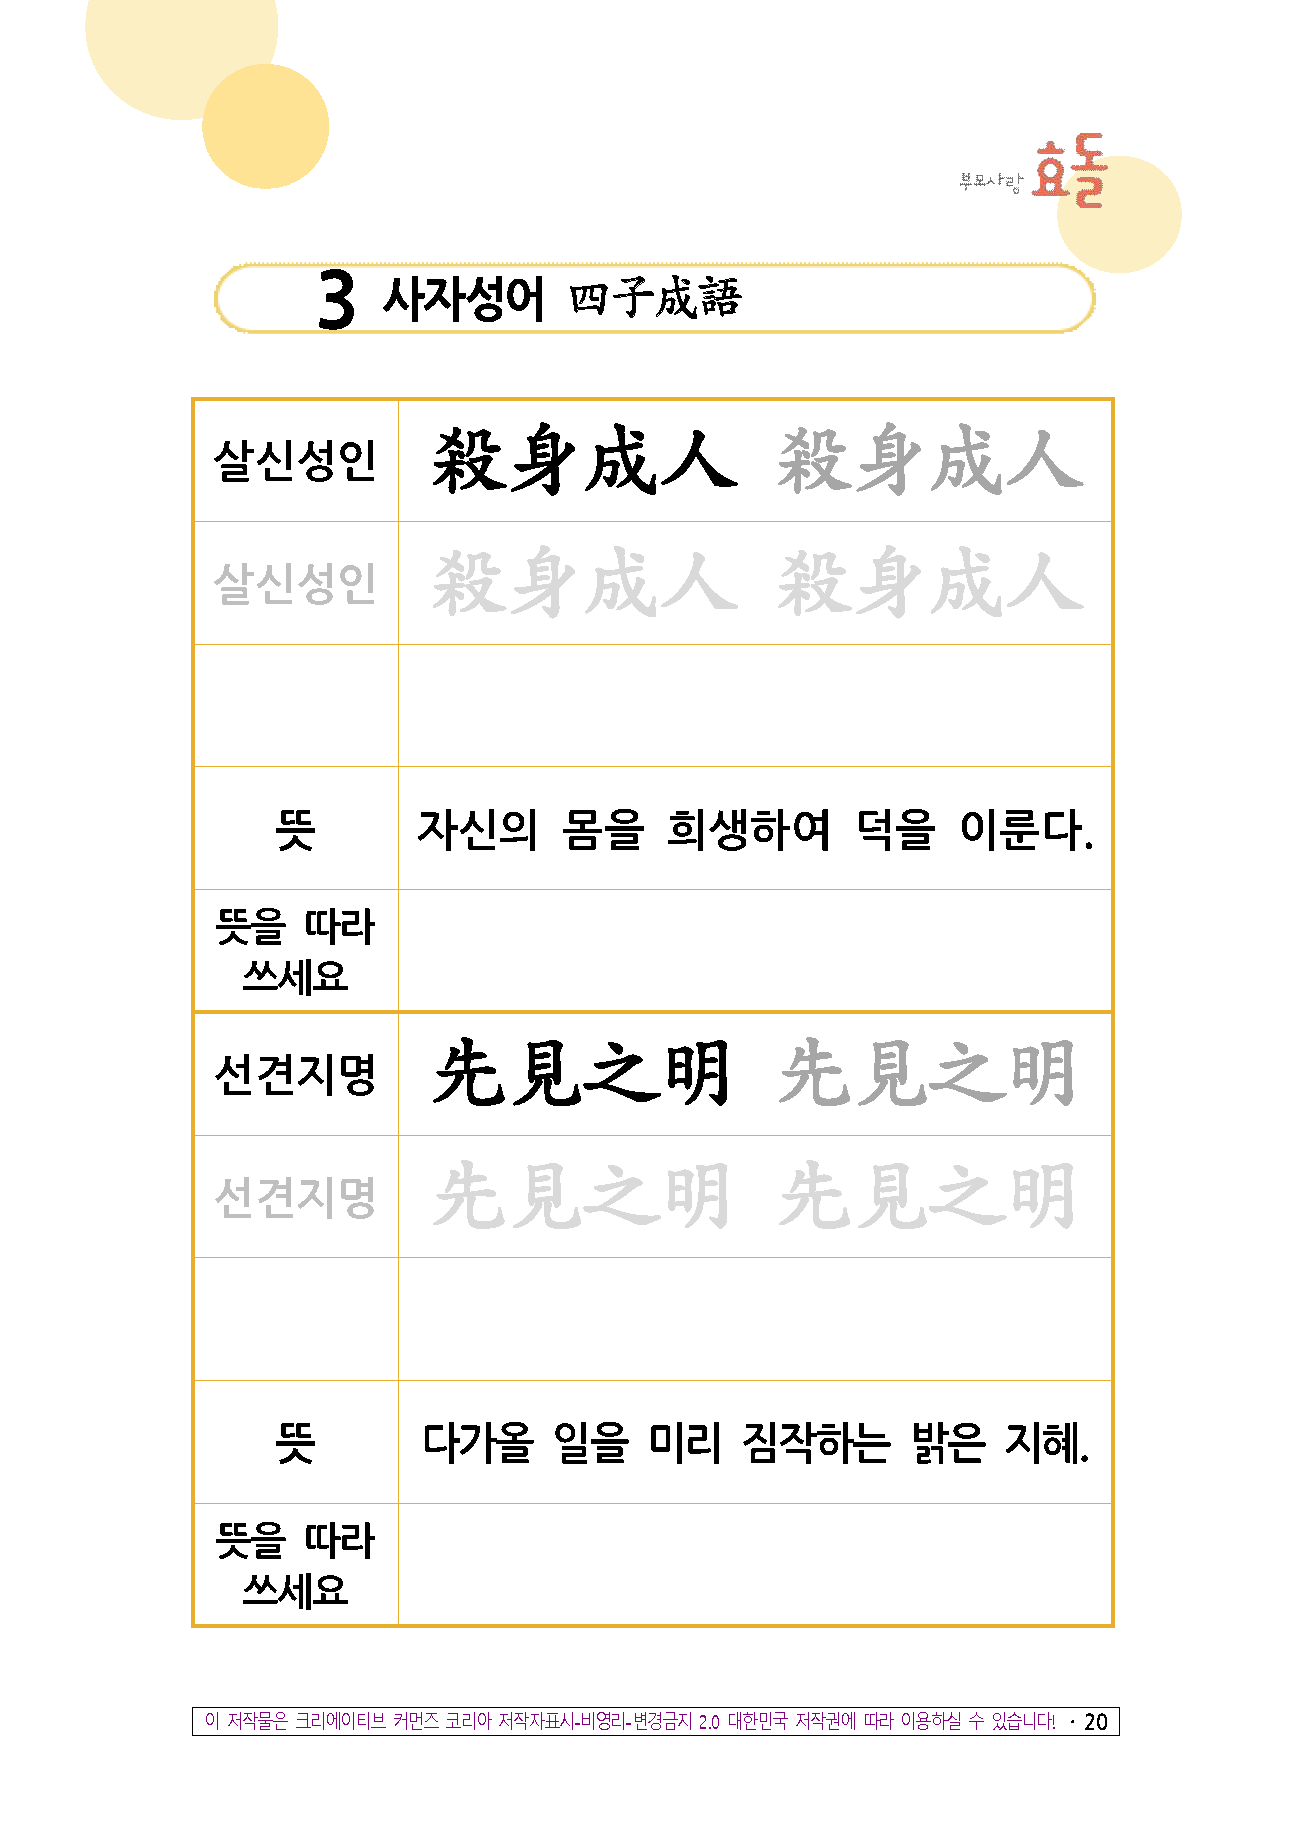 부모사랑 효돌
3 사자성어 四子成語
살신성인 殺身成人 殺身成人
살신성인 殺身成人 殺身成人
뜻 자신의 몸을 희생하여 덕을 이룬다.
뜻을 따라
쓰세요
선견지명 先見之明 先見之明
선견지명 先見之明 先見之明
뜻 다가올 일을 미리 짐작하는 밝은 지혜.
뜻을 따라
쓰세요
이 저작물은 크리에이티브 커먼즈 코리아 저작자표시-비영리-변경금지 2.0 대한민국 저작권에 따라 이용하실 수 있습니다! · 20